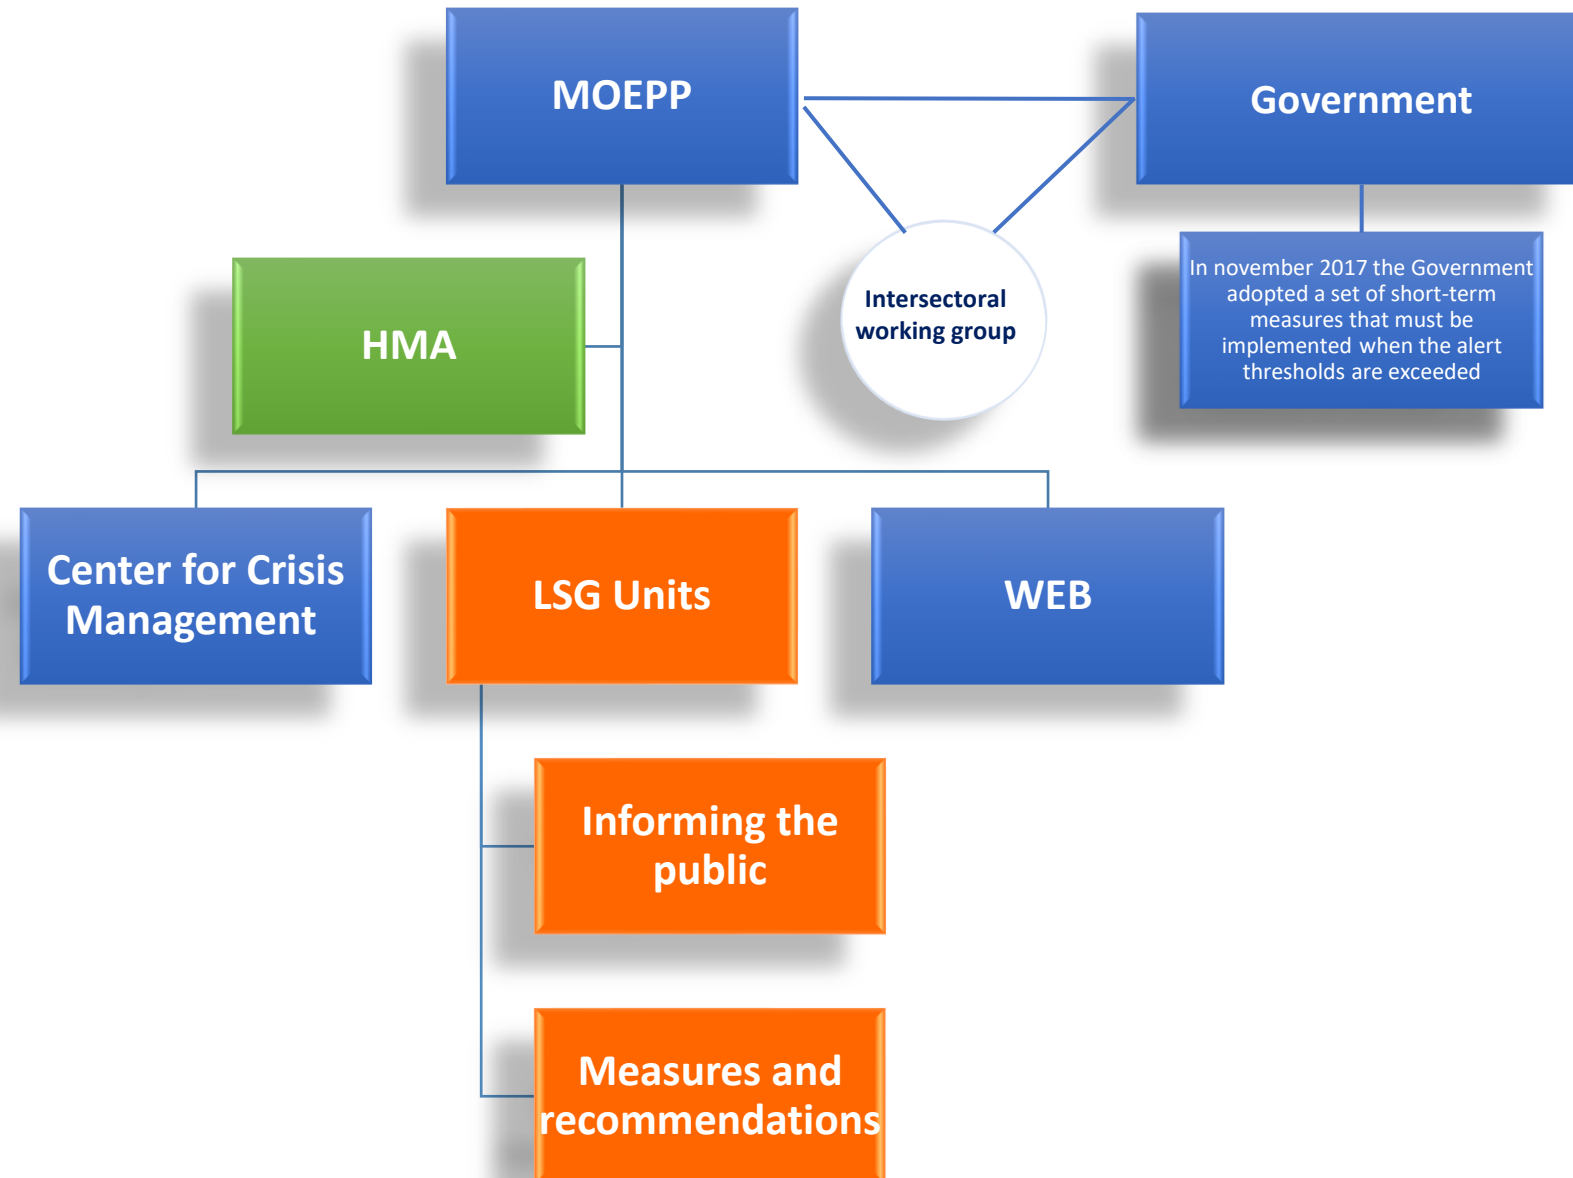 MOEPP
Government
In november 2017 the Government
adopted a set of short-term
measures that must be
implemented when the alert
thresholds are exceeded
Intersectoral
working group
HMA
Center for Crisis
Management
LSG Units
WEB
Informing the
public
Measures and
recommendations